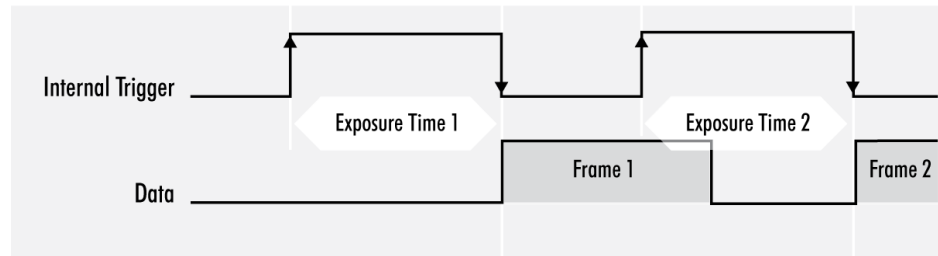 Internal Trigger
Exposure Time 1
Exposure Time 2
Data
Frame 1
Frame 2